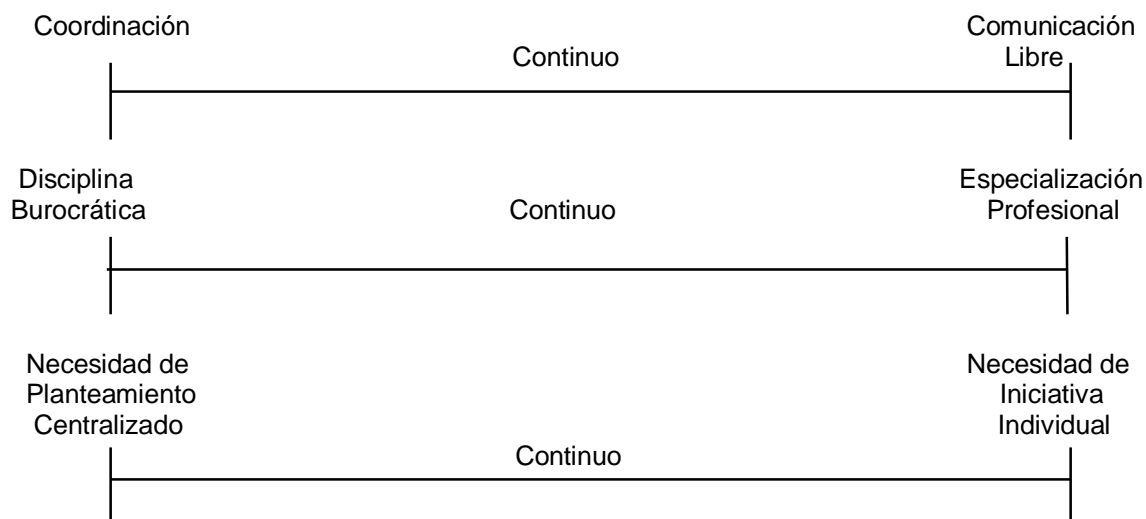 Coordinación
Continuo
Comunicación
Libre
Disciplina
Burocrática
Continuo
Especialización
Profesional
Necesidad de
Planteamiento
Centralizado
Continuo
Necesidad de
Iniciativa
Individual